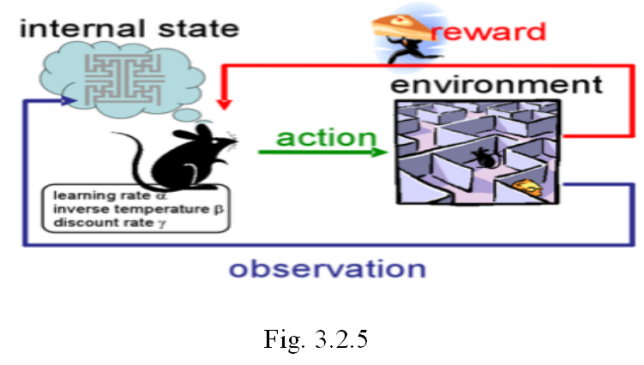 internal state
reward
environment
action
learning rate α
inverse temperature β
discount rate γ
observation
Fig. 3.2.5